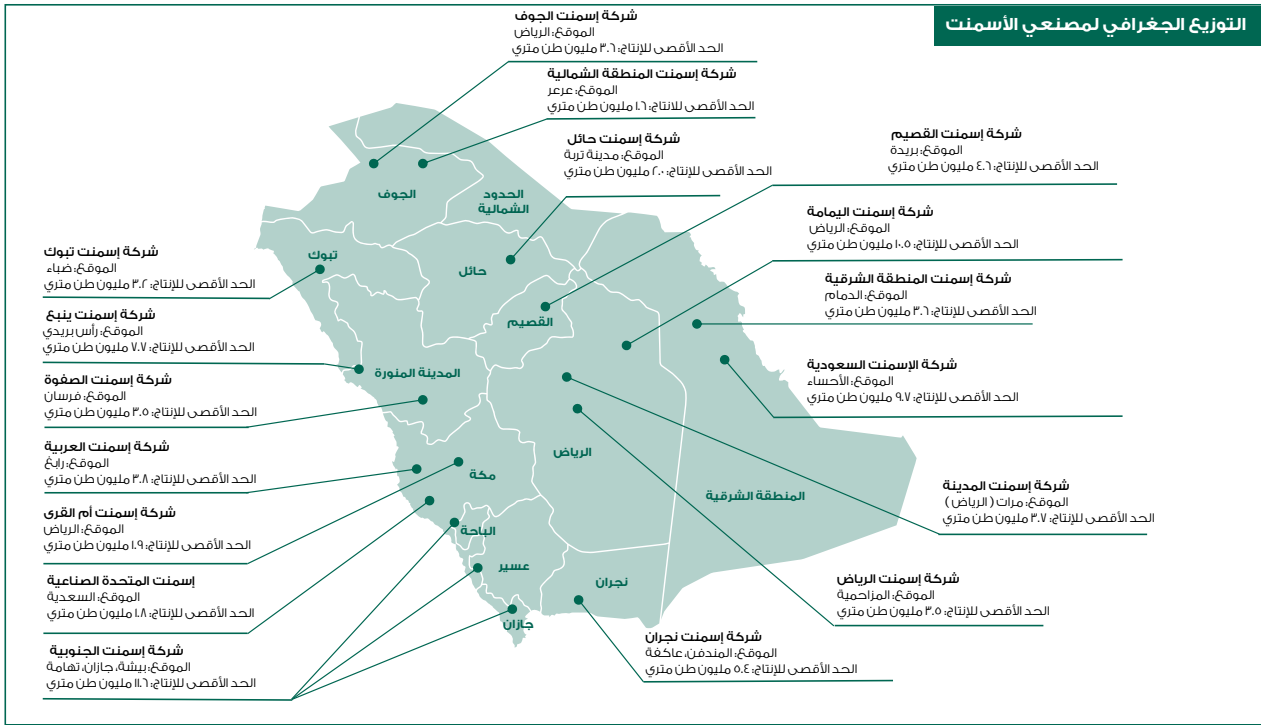 التوزيع الجغرافي لمصنعي الأسمنت
شركة إسمنت الجوف
الموقع: الرياض
الحد الأقصى للإنتاج: ٣.٦ مليون طن متري
شركة إسمنت المنطقة الشمالية
الموقع: عرعر
الحد الأقصى للانتاج: ١.٦ مليون طن متري
شركة إسمنت حائل
الموقع: مدينة تربة
الحد الأقصى للإنتاج: ٢.٠ مليون طن متري
شركة إسمنت القصيم
الموقع: بريدة
الحد الأقصى للإنتاج: ٤.٦ مليون طن متري
شركة إسمنت اليمامة
الموقع: الرياض
الحد الأقصى للإنتاج: ١٠.٥ مليون طن متري
شركة إسمنت المنطقة الشرقية
الموقع: الدمام
الحد الأقصى للإنتاج: ٣.٦ مليون طن متري
شركة الإسمنت السعودية
الموقع: الأحساء
الحد الأقصى للإنتاج: ٩.٧ مليون طن متري
شركة إسمنت المدينة
الموقع: مرات ( الرياض )
الحد الأقصى للإنتاج: ٣.٧ مليون طن متري
شركة إسمنت الرياض
الموقع: المزاحمية
الحد الأقصى للإنتاج: ٣.٥ مليون طن متري
شركة إسمنت نجران
الموقع: المندفن، عاكفة
الحد الأقصى للإنتاج: ٥.٤ مليون طن متري
شركة إسمنت تبوك
الموقع: ضباء
الحد الأقصى للإنتاج: ٣.٢ مليون طن متري
شركة إسمنت ينبع
الموقع: رأس بريدي
الحد الأقصى للإنتاج: ٧.٧ مليون طن متري
شركة إسمنت الصفوة
الموقع: فرسان
الحد الأقصى للإنتاج: ٣.٥ مليون طن متري
شركة إسمنت العربية
الموقع: رابغ
الحد الأقصى للإنتاج: ٣.٨ مليون طن متري
شركة إسمنت أم القرى
الموقع: الرياض
الحد الأقصى للإنتاج: ١.٩ مليون طن متري
إسمنت المتحدة الصناعية
الموقع: السعدية
الحد الأقصى للإنتاج: ١.٨ مليون طن متري
شركة إسمنت الجنوبية
الموقع: بيشة، جازان، تهامة
الحد الأقصى للإنتاج: ١١.٦ مليون طن متري
الجوف
الحدود
الشمالية
تبوك
حائل
القصيم
المدينة المنورة
الرياض
مكة
المنطقة الشرقية
الباحة
عسير
نجران
جازان